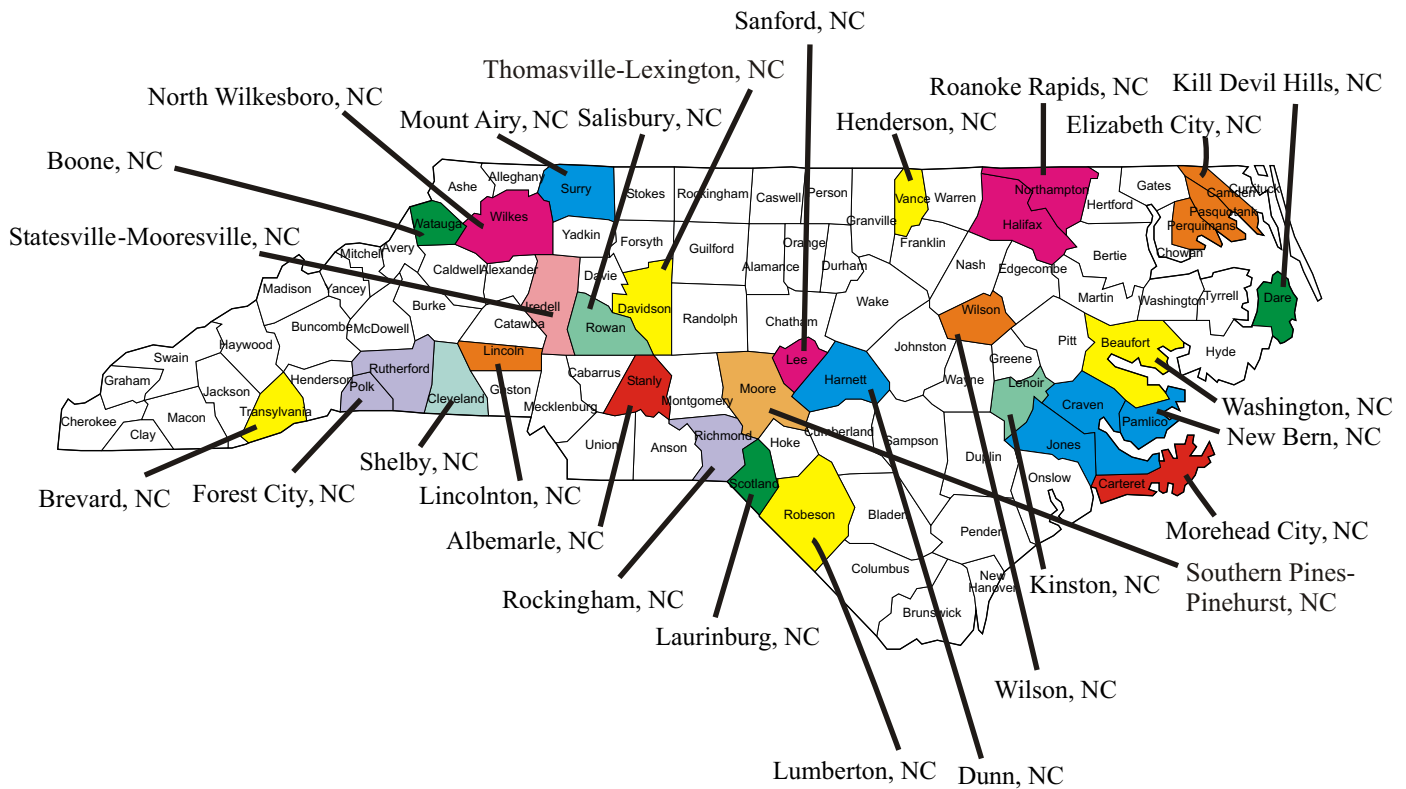 Sanford, NC
Thomasville-Lexington, NC
Kill Devil Hills, NC
Roanoke Rapids, NC
North Wilkesboro, NC
Mount Airy, NC
Salisbury, NC
Henderson, NC
Elizabeth City, NC
Boone, NC
Statesville-Mooresville, NC
Ashe
Alleghany
Surry
Stokes
Rockingham
Caswell
Person
Vance
Warren
Northampton
Gates
Camden
Currituck
Hertford
Pasquotank
Perquimans
Watauga
Wilkes
Yadkin
Forsyth
Guilford
Orange
Granville
Franklin
Halifax
Chowan
Bertie
Mitchell
Avery
Caldwell
Alexander
Davie
Alamance
Durham
Nash
Edgecombe
Madison
Yancey
Burke
Iredell
Catawba
Davidson
Randolph
Wake
Chatham
Wilson
Martin
Washington
Tyrrell
Dare
Buncombe
McDowell
Rowan
Haywood
Swain
Lincoln
Johnston
Greene
Pitt
Beaufort
Hyde
Graham
Jackson
Henderson
Rutherford
Polk
Cleveland
Gaston
Cabarrus
Stanly
Montgomery
Moore
Lee
Harnett
Wayne
Lenoir
Craven
Pamlico
Cherokee
Clay
Macon
Transylvania
Mecklenburg
Union
Anson
Richmond
Hoke
Cumberland
Sampson
Duplin
Jones
Onslow
Carteret
Scotland
Robeson
Bladen
Pender
Columbus
New
Hanover
Brunswick
Washington, NC
New Bern, NC
Shelby, NC
Brevard, NC
Forest City, NC
Lincolnton, NC
Albemarle, NC
Morehead City, NC
Rockingham, NC
Kinston, NC
Southern Pines-
Pinehurst, NC
Laurinburg, NC
Wilson, NC
Lumberton, NC
Dunn, NC